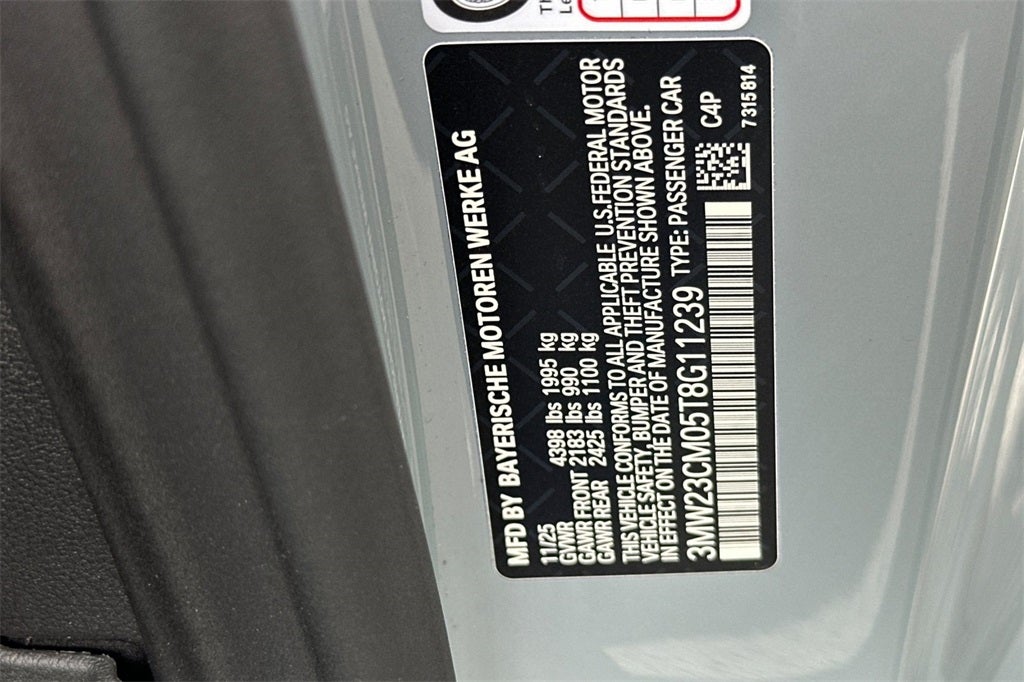 TH
Le
MFD BY BAYERISCHE MOTOREN WERKE AG
11/25
GVWR 4398 lbs 1995 kg
GAWR FRONT 2183 lbs 990 kg
GAWR REAR 2425 lbs 1100 kg
THIS VEHICLE CONFORMS TO ALL APPLICABLE U.S. FEDERAL MOTOR
VEHICLE SAFETY, BUMPER AND THEFT PREVENTION STANDARDS
IN EFFECT ON THE DATE OF MANUFACTURE SHOWN ABOVE.
3MW23CM05T8G11239 TYPE: PASSENGER CAR
C4P
7315814